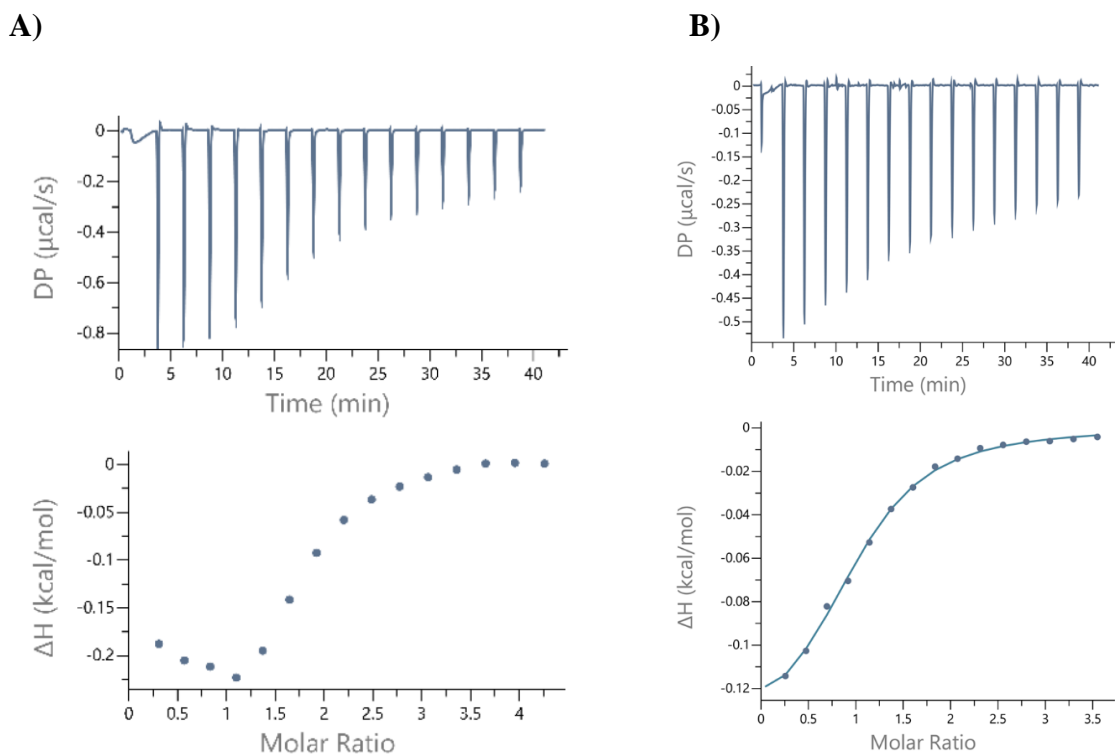 A)
B)
0
-0.2
-0.4
-0.6
-0.8
DP (μcal/s)
0 5 10 15 20 25 30 35 40
Time (min)
0
-0.05
-0.1
-0.15
-0.2
-0.25
-0.3
-0.35
-0.4
-0.45
-0.5
DP (μcal/s)
0 5 10 15 20 25 30 35 40
Time (min)
0
-0.05
-0.1
-0.15
-0.2
ΔH (kcal/mol)
0 0.5 1 1.5 2 2.5 3 3.5 4
Molar Ratio
0
-0.02
-0.04
-0.06
-0.08
-0.1
-0.12
ΔH (kcal/mol)
0 0.5 1 1.5 2 2.5 3 3.5
Molar Ratio